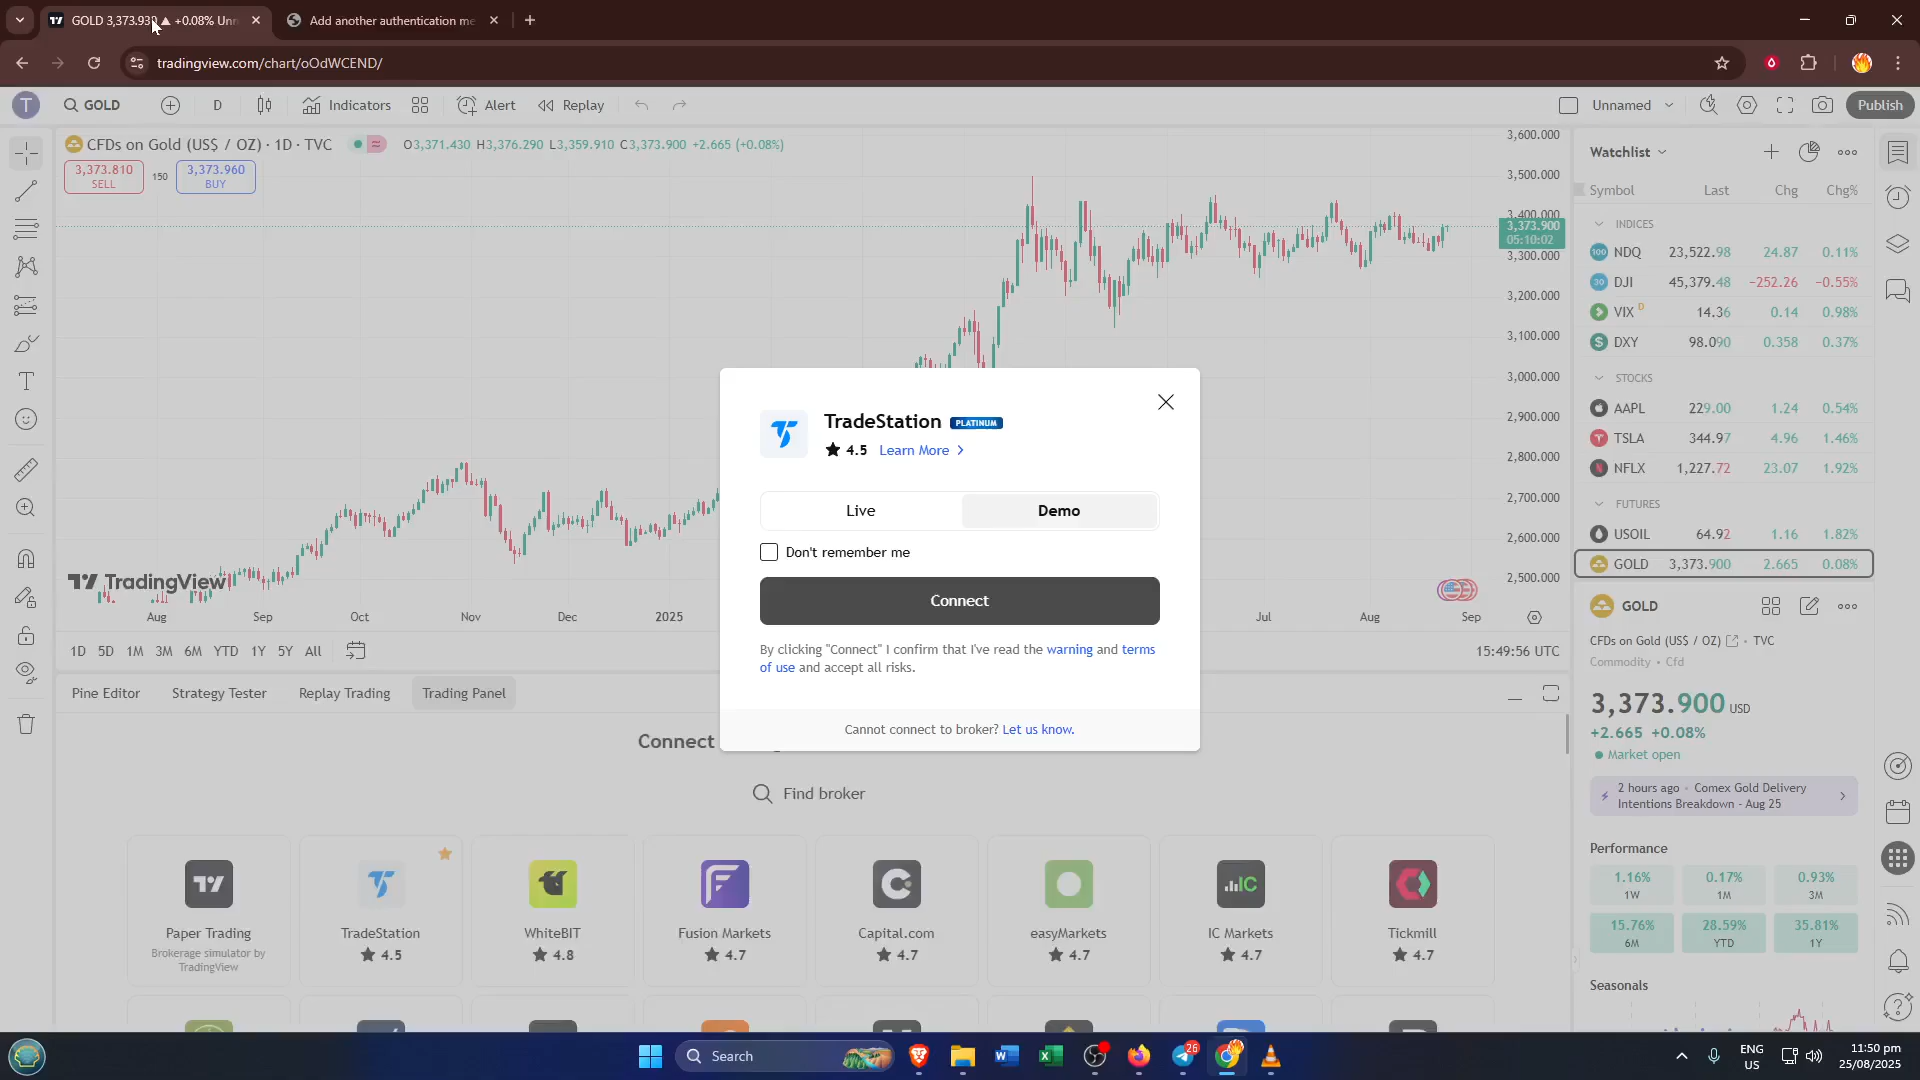 GOLD 3,373.930 ▲ +0.08% Unn
Add another authentication me
tradingview.com/chart/oOdWCEND/
T
GOLD
D
Indicators
Alert
Replay
Unnamed
Publish
CFDs on Gold (US$ / OZ) · 1D · TVC
O3,371.430 H3,376.290 L3,359.910 C3,373.900 +2.665 (+0.08%)
3,373.810
SELL
150
3,373.960
BUY
3,600.000
3,500.000
3,400.000
3,373.900
05:10:02
3,300.000
3,200.000
3,100.000
3,000.000
2,900.000
2,800.000
2,700.000
2,600.000
2,500.000
TradingView
Aug
Sep
Oct
Nov
Dec
2025
Jul
Aug
Sep
1D
5D
1M
3M
6M
YTD
1Y
5Y
All
15:49:56 UTC
Pine Editor
Strategy Tester
Replay Trading
Trading Panel
Connect
Find broker
Paper Trading
Brokerage simulator by
TradingView
TradeStation
4.5
WhiteBIT
4.8
Fusion Markets
4.7
Capital.com
4.7
easyMarkets
4.7
IC Markets
4.7
Tickmill
4.7
TradeStation PLATINUM
4.5 Learn More
Live
Demo
Don't remember me
Connect
By clicking "Connect" I confirm that I've read the warning and terms
of use and accept all risks.
Cannot connect to broker? Let us know.
Watchlist
Symbol Last Chg Chg%
INDICES
NDQ 23,522.98 24.87 0.11%
DJI 45,379.48 −252.26 −0.55%
VIX D 14.36 0.14 0.98%
DXY 98.090 0.358 0.37%
STOCKS
AAPL 229.00 1.24 0.54%
TSLA 344.97 4.96 1.46%
NFLX 1,227.72 23.07 1.92%
FUTURES
USOIL 64.92 1.16 1.82%
GOLD 3,373.900 2.665 0.08%
GOLD
CFDs on Gold (US$ / OZ) · TVC
Commodity · Cfd
3,373.900 USD
+2.665 +0.08%
Market open
2 hours ago · Comex Gold Delivery
Intentions Breakdown - Aug 25
Performance
1.16%
1W
0.17%
1M
0.93%
3M
15.76%
6M
28.59%
YTD
35.81%
1Y
Seasonals
Search
26
ENG
US
11:50 pm
25/08/2025